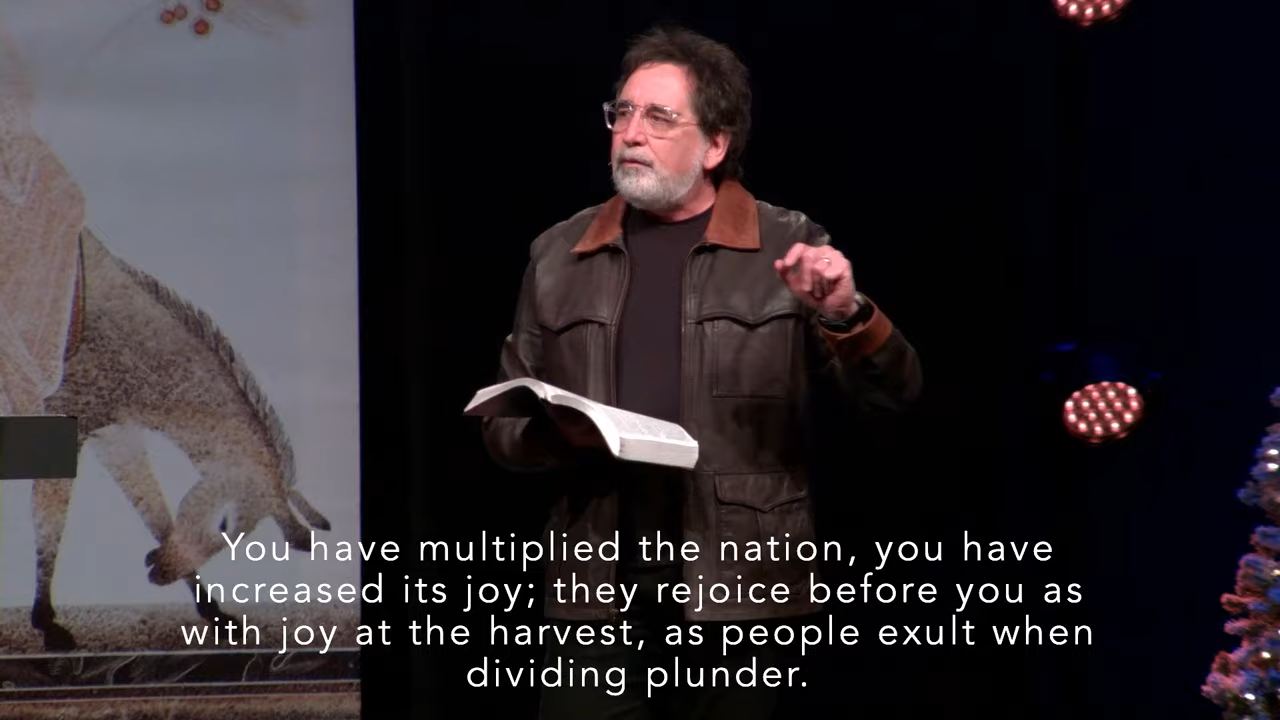 You have multiplied the nation, you have
increased its joy; they rejoice before you as
with joy at the harvest, as people exult when
dividing plunder.